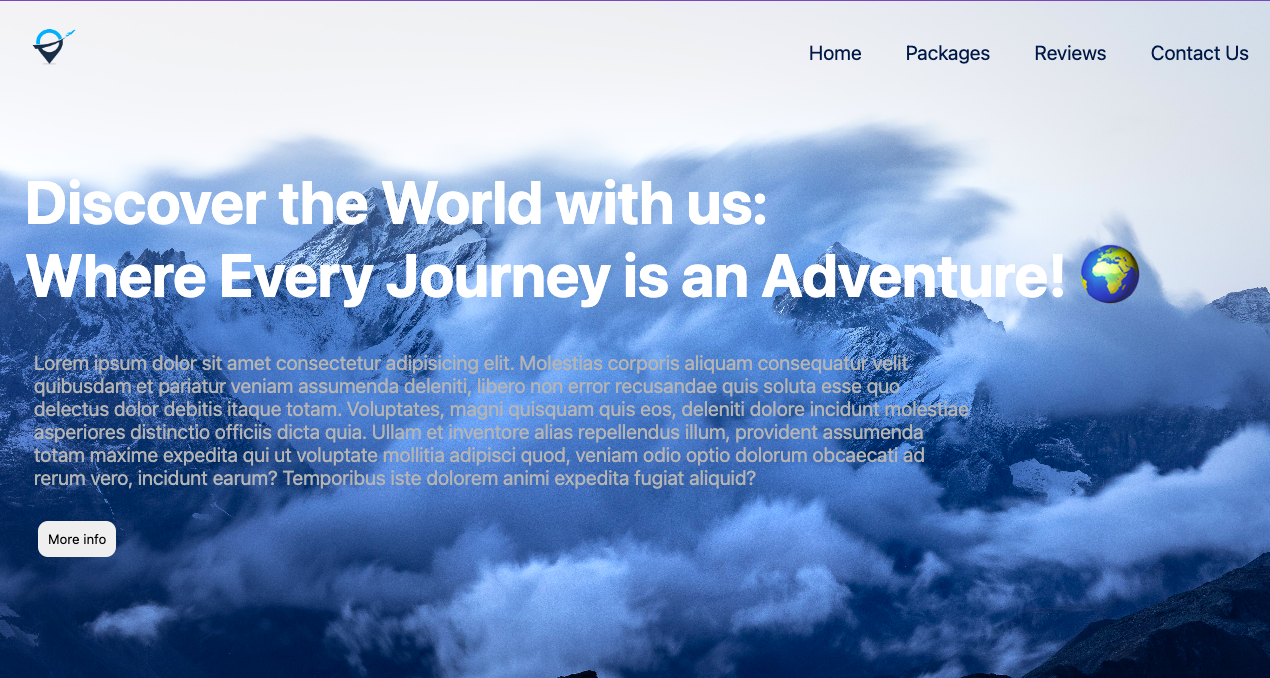 Home Packages Reviews Contact Us
Discover the World with us:
Where Every Journey is an Adventure! 🌍
Lorem ipsum dolor sit amet consectetur adipisicing elit. Molestias corporis aliquam consequatur velit
quibusdam et pariatur veniam assumenda deleniti, libero non error recusandae quis soluta esse quo
delectus dolor debitis itaque totam. Voluptates, magni quisquam quis eos, deleniti dolore incidunt molestiae
asperiores distinctio officiis dicta quia. Ullam et inventore alias repellendus illum, provident assumenda
totam maxime expedita qui ut voluptate mollitia adipisci quod, veniam odio optio dolorum obcaecati ad
rerum vero, incidunt earum? Temporibus iste dolorem animi expedita fugiat aliquid?
More info